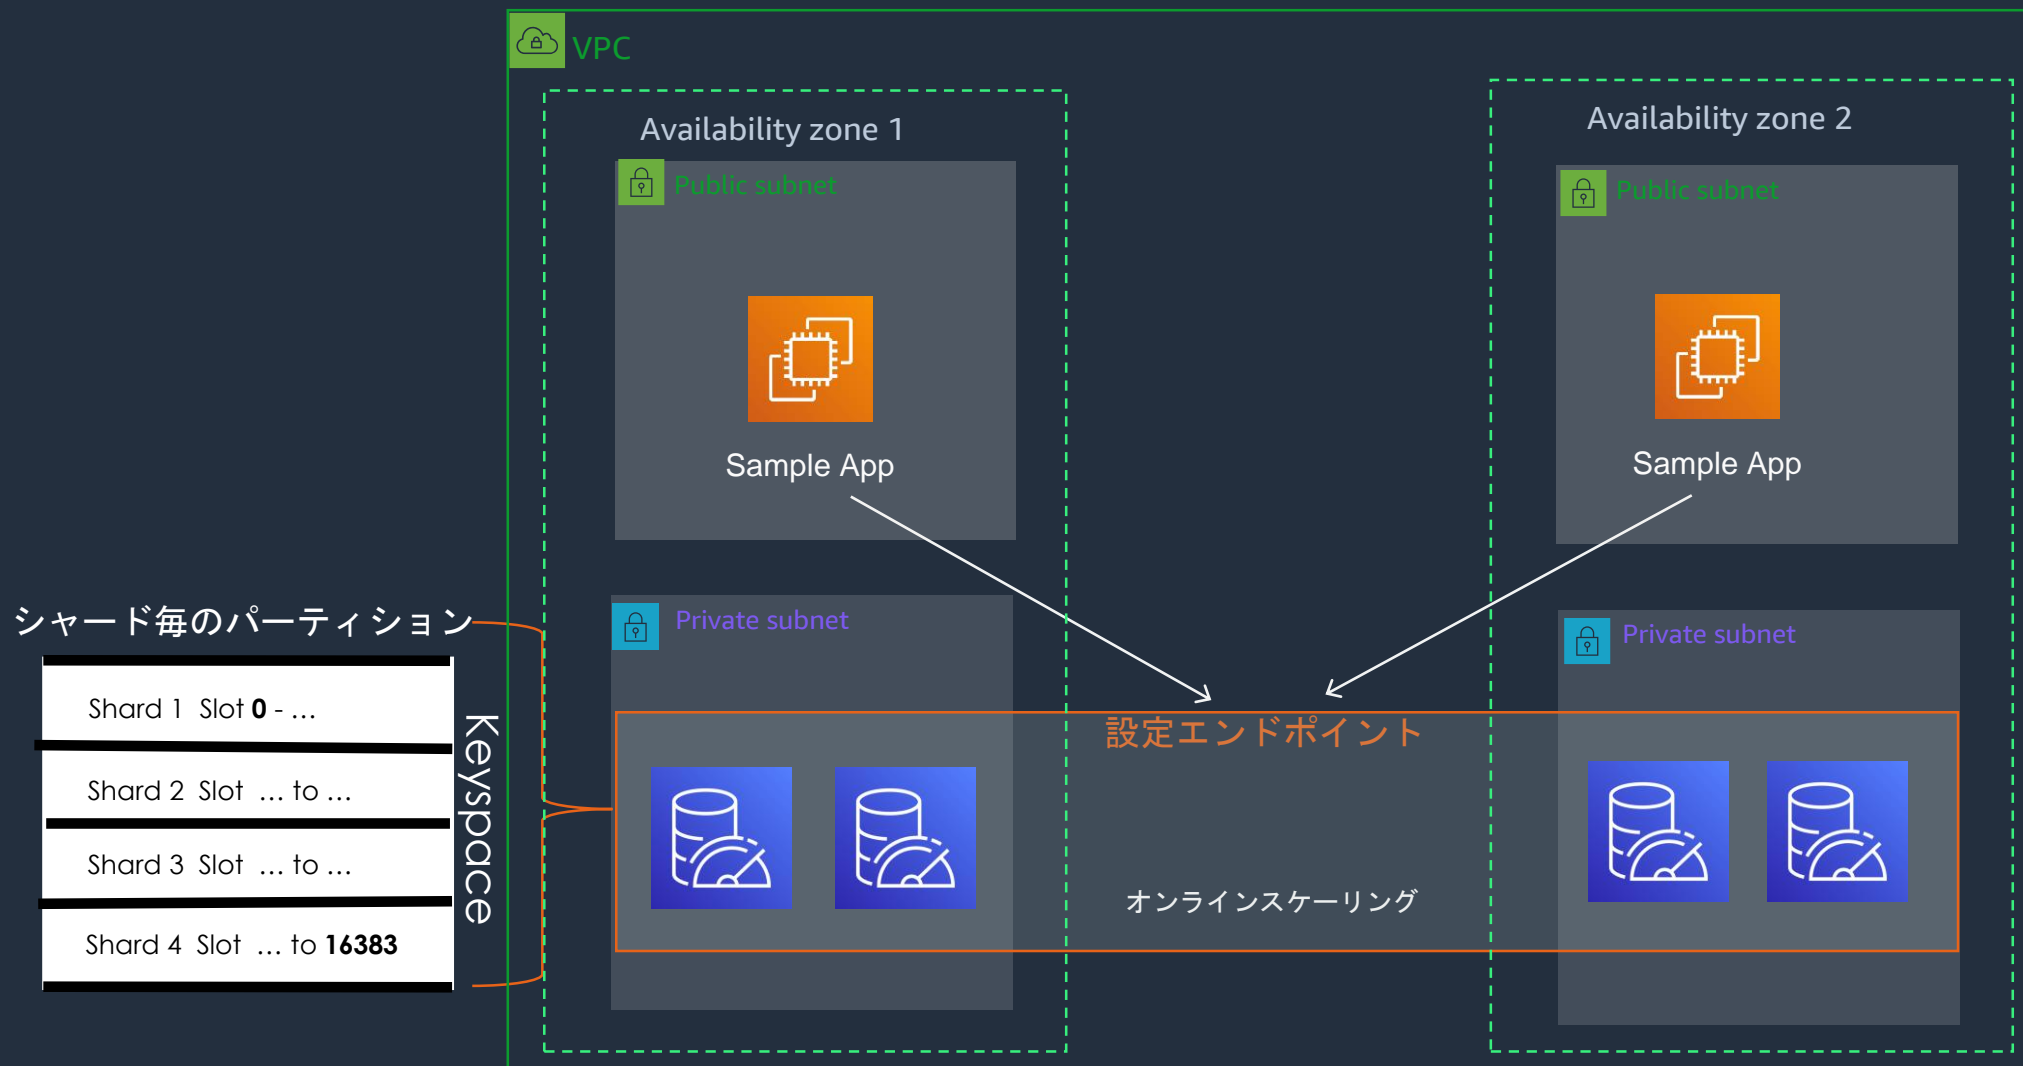 VPC
Availability zone 1
Public subnet
Sample App
Private subnet
Availability zone 2
Public subnet
Sample App
Private subnet
設定エンドポイント
オンラインスケーリング
シャード毎のパーティション
Shard 1 Slot 0 - …
Shard 2 Slot … to …
Shard 3 Slot … to …
Shard 4 Slot … to 16383
Keyspace